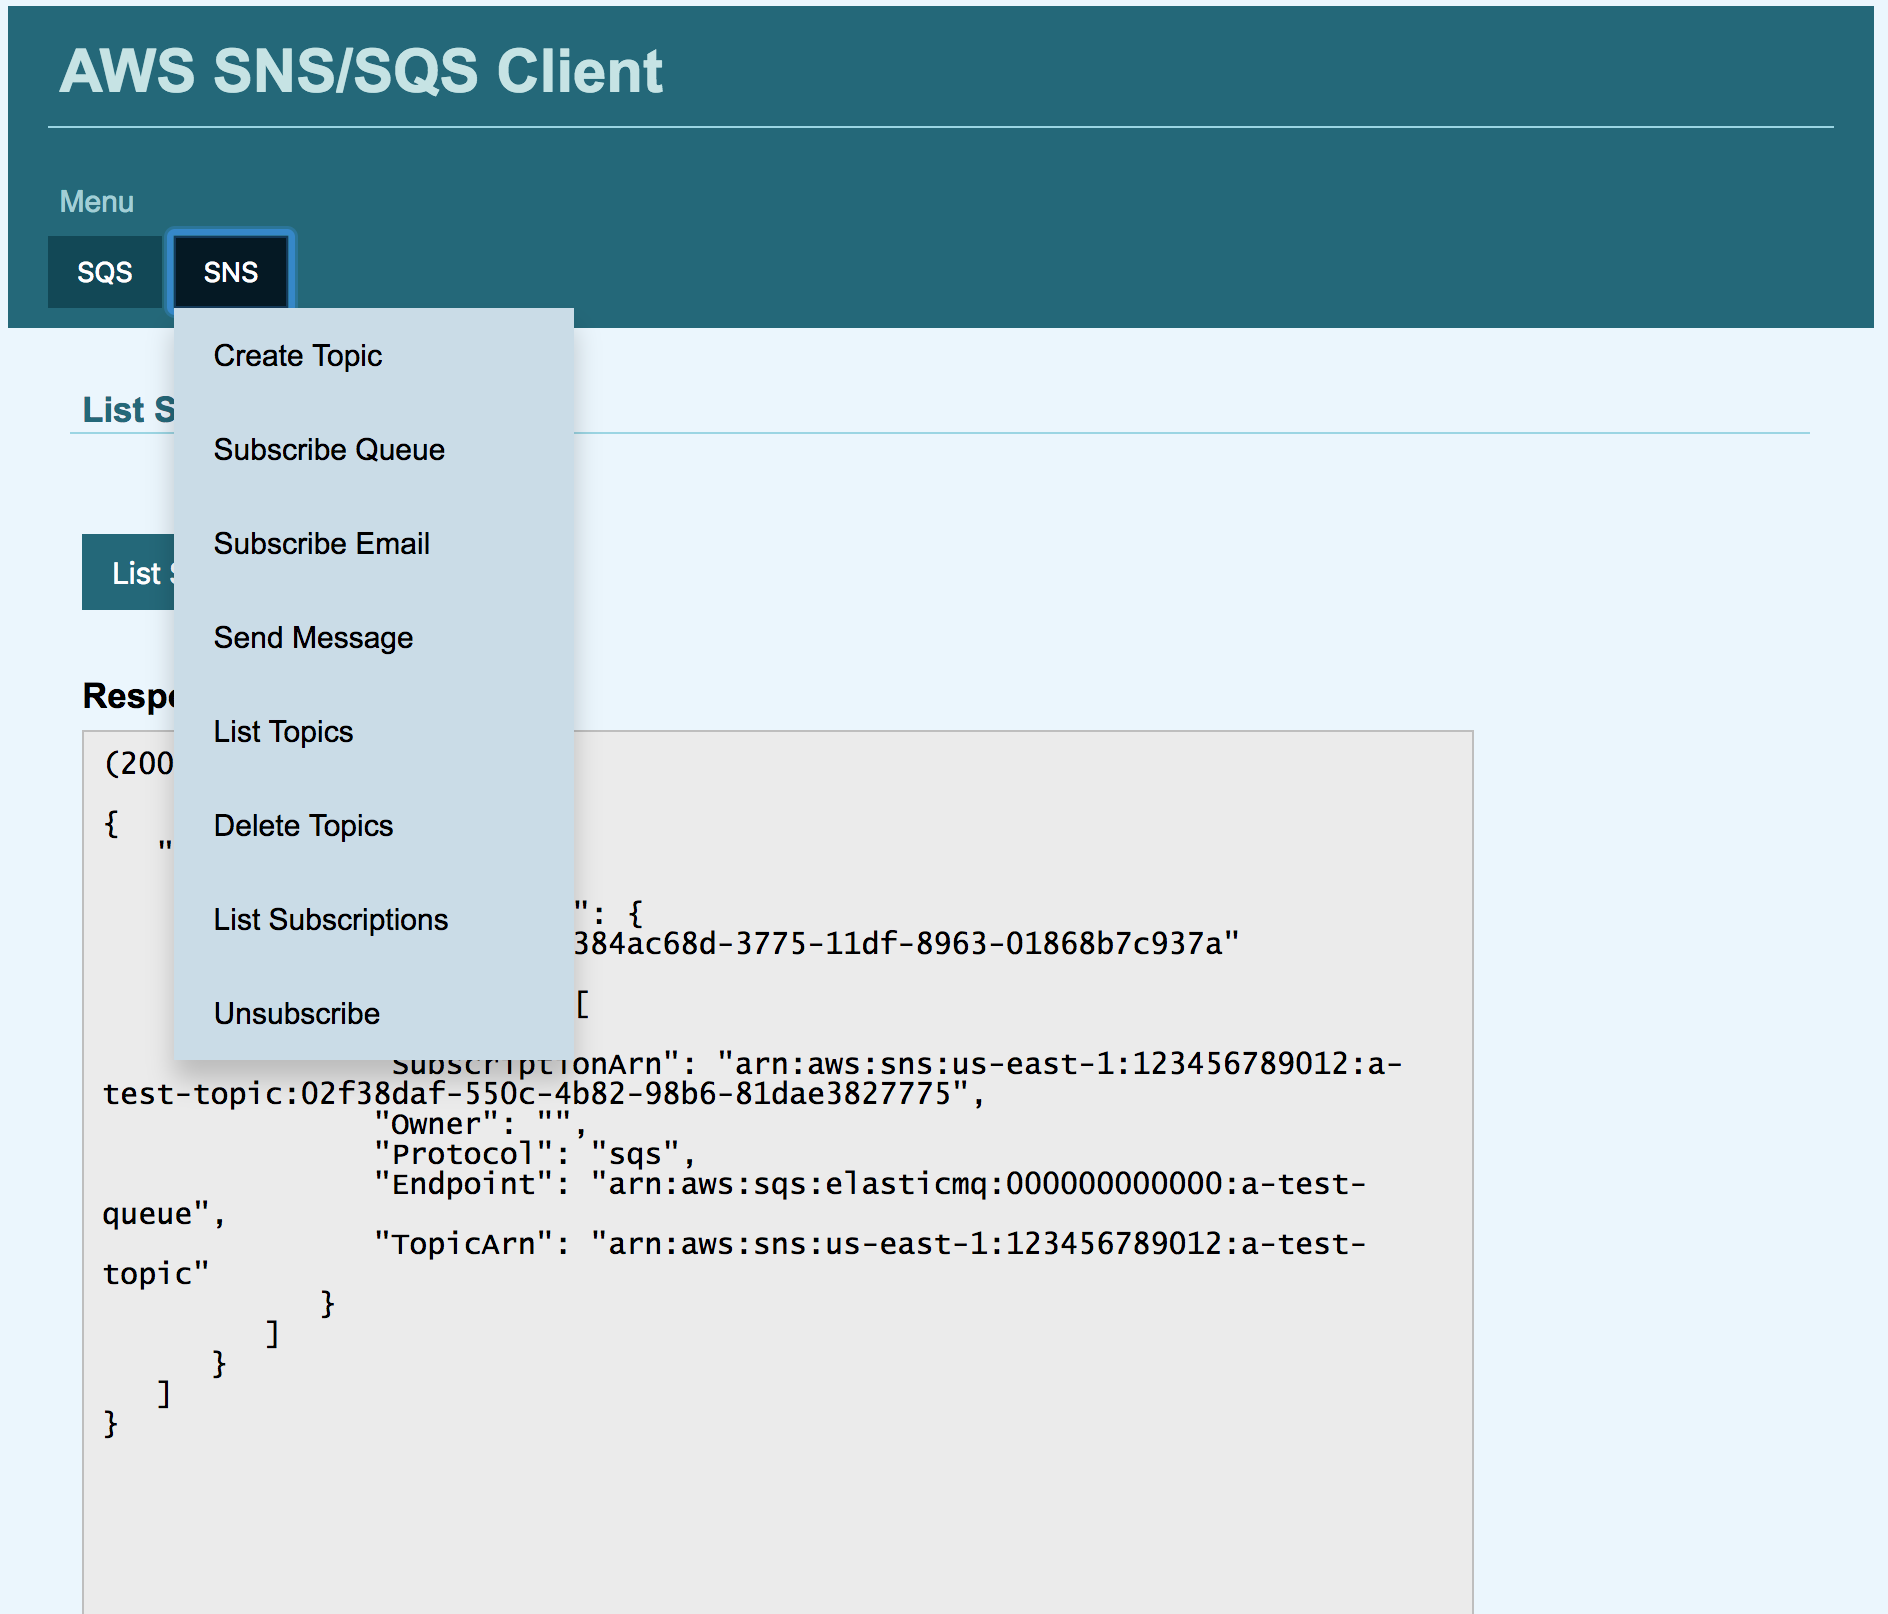 AWS SNS/SQS Client
Menu
SQS
SNS
Create Topic
Subscribe Queue
Subscribe Email
Send Message
List Topics
Delete Topics
List Subscriptions
Unsubscribe
List S
List
Respo
(200
{
"
": {
384ac68d-3775-11df-8963-01868b7c937a"
[
SubscriptionArn": "arn:aws:sns:us-east-1:123456789012:a-
test-topic:02f38daf-550c-4b82-98b6-81dae3827775",
"Owner": "",
"Protocol": "sqs",
"Endpoint": "arn:aws:sqs:elasticmq:000000000000:a-test-
queue",
"TopicArn": "arn:aws:sns:us-east-1:123456789012:a-test-
topic"
}
]
}
]
}